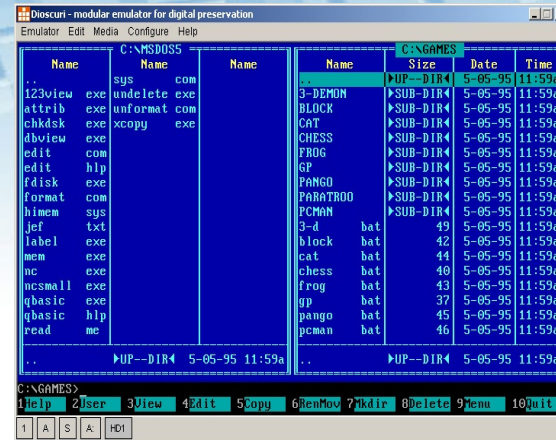 Dioscuri - modular emulator for digital preservation
Emulator Edit Media Configure Help
C:\MSDOS5 C:\GAMES
Name Name Name Name Size Date Time
.. sys com .. ►UP--DIR◄ 5-05-95 11:59a
123view exe undelete exe 3-DEMON ►SUB-DIR◄ 5-05-95 11:59a
attrib exe unformat com BLOCK ►SUB-DIR◄ 5-05-95 11:59a
chkdsk exe xcopy exe CAT ►SUB-DIR◄ 5-05-95 11:59a
dbview exe CHESS ►SUB-DIR◄ 5-05-95 11:59a
edit com FROG ►SUB-DIR◄ 5-05-95 11:59a
edit hlp GP ►SUB-DIR◄ 5-05-95 11:59a
fdisk exe PANGO ►SUB-DIR◄ 5-05-95 11:59a
format com PARATROO ►SUB-DIR◄ 5-05-95 11:59a
himem sys PCMAN ►SUB-DIR◄ 5-05-95 11:59a
jef txt 3-d bat 49 5-05-95 11:59a
label exe block bat 42 5-05-95 11:59a
mem exe cat bat 44 5-05-95 11:59a
nc exe chess bat 40 5-05-95 11:59a
ncsmall exe frog bat 43 5-05-95 11:59a
qbasic exe gp bat 37 5-05-95 11:59a
qbasic hlp pango bat 45 5-05-95 11:59a
read me pcman bat 46 5-05-95 11:59a
.. ►UP--DIR◄ 5-05-95 11:59a .. ►UP--DIR◄ 5-05-95 11:59a
C:\GAMES>
1Help 2User 3View 4Edit 5Copy 6RenMov 7Mkdir 8Delete 9Menu 10Quit
1 A S A: HD1